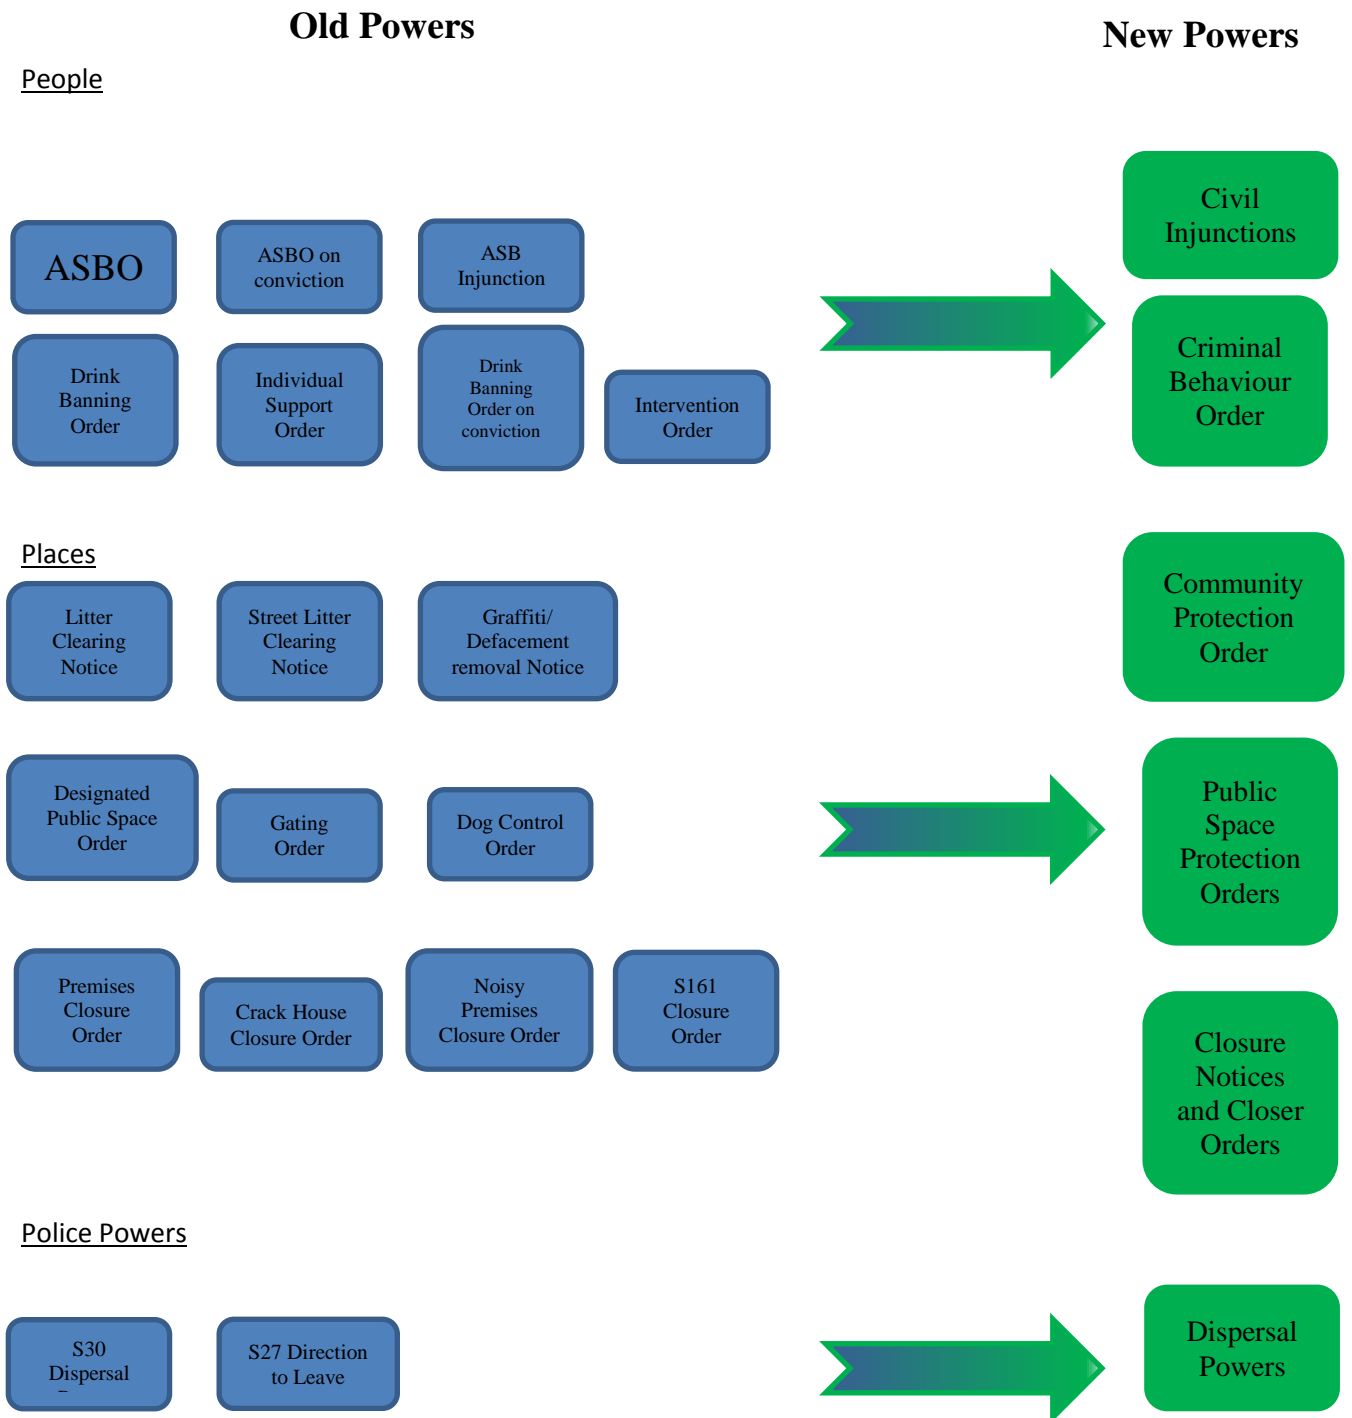 Old Powers
New Powers
People
Civil
Injunctions
ASBO
ASBO on
conviction
ASB
Injunction
Drink
Banning
Order
Individual
Support
Order
Drink
Banning
Order on
conviction
Intervention
Order
Criminal
Behaviour
Order
Places
Litter
Clearing
Notice
Street Litter
Clearing
Notice
Graffiti/
Defacement
removal Notice
Community
Protection
Order
Designated
Public Space
Order
Gating
Order
Dog Control
Order
Public
Space
Protection
Orders
Premises
Closure
Order
Crack House
Closure Order
Noisy
Premises
Closure Order
S161
Closure
Order
Closure
Notices
and Closer
Orders
Police Powers
S30
Dispersal
S27 Direction
to Leave
Dispersal
Powers